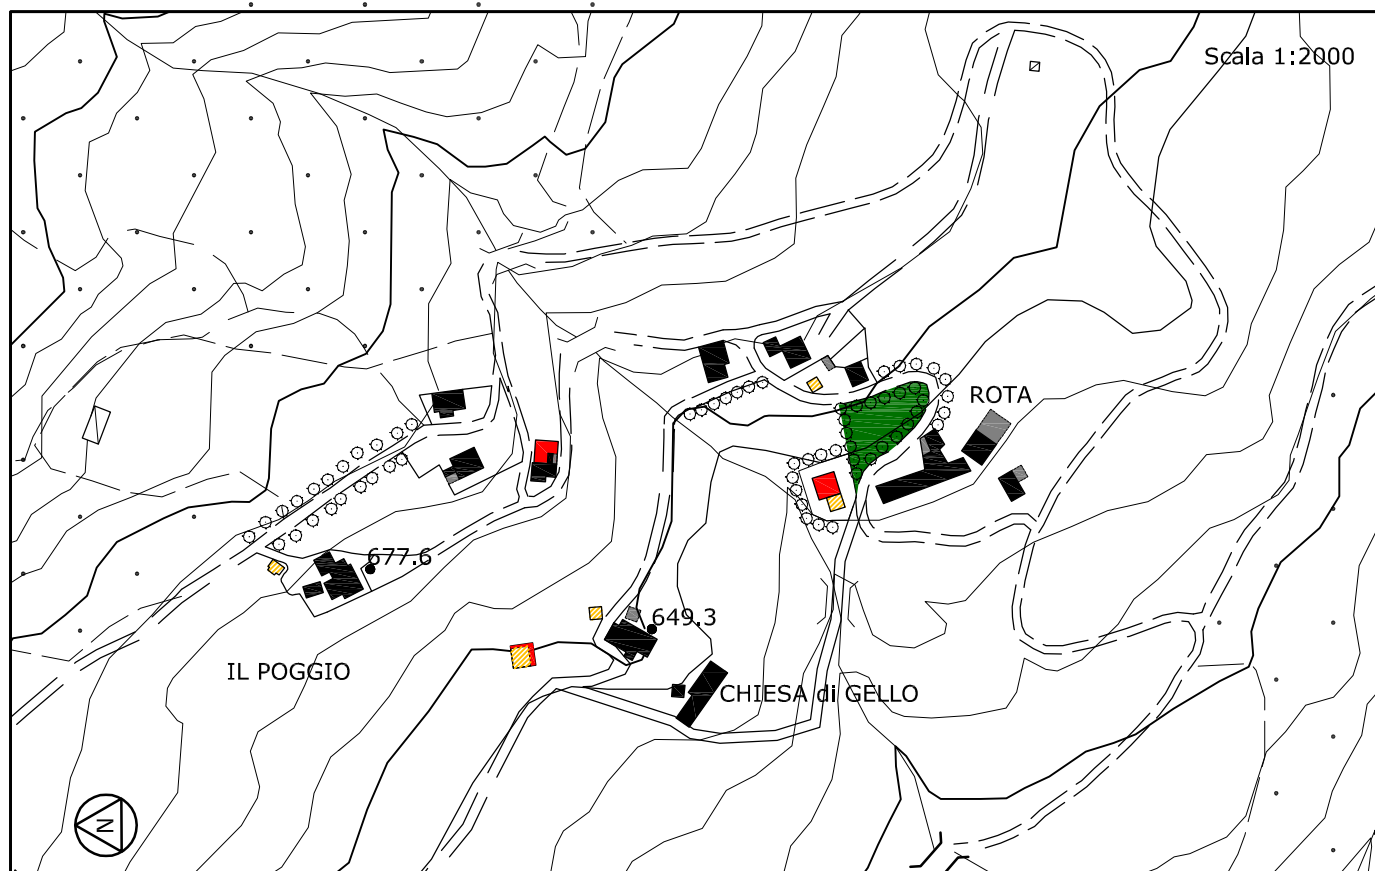 Scala 1:2000
ROTA
677.6
649.3
IL POGGIO
CHIESA di GELLO
N